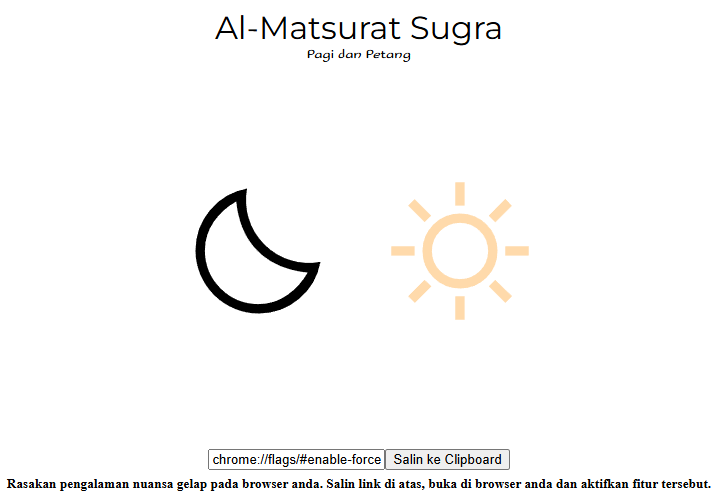 Al-Matsurat Sugra
Pagi dan Petang
chrome://flags/#enable-force Salin ke Clipboard
Rasakan pengalaman nuansa gelap pada browser anda. Salin link di atas, buka di browser anda dan aktifkan fitur tersebut.